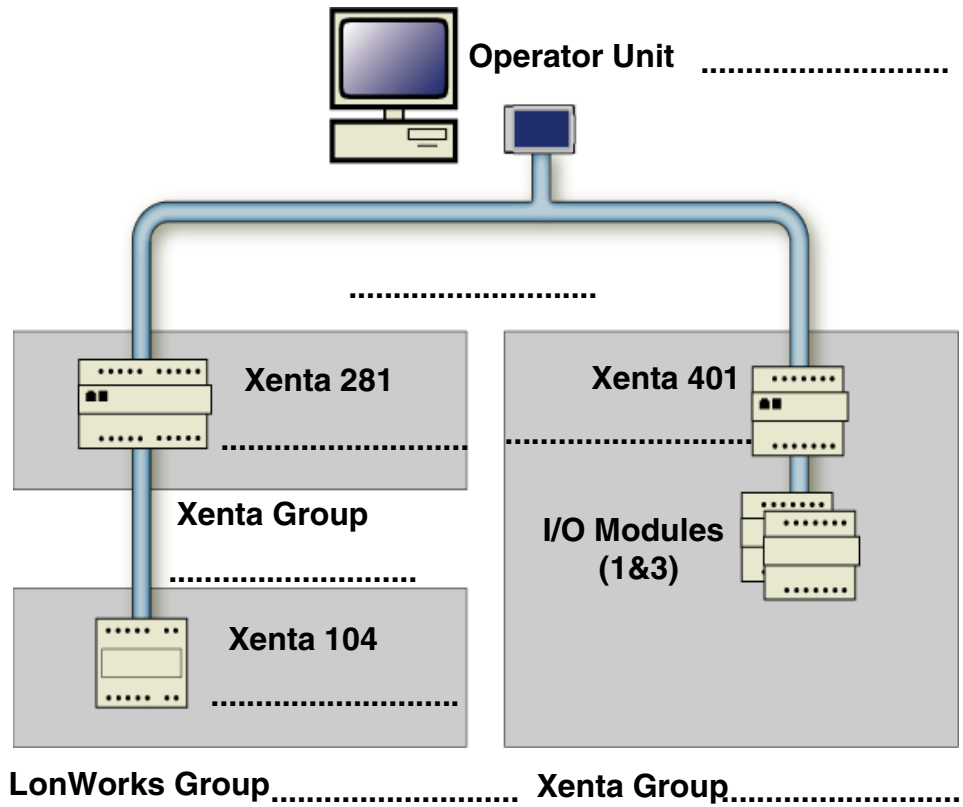 Operator Unit ............................
............................
Xenta 281
............................
Xenta 401
............................
Xenta Group
............................
I/O Modules
(1&3)
Xenta 104
............................
LonWorks Group............................
Xenta Group............................